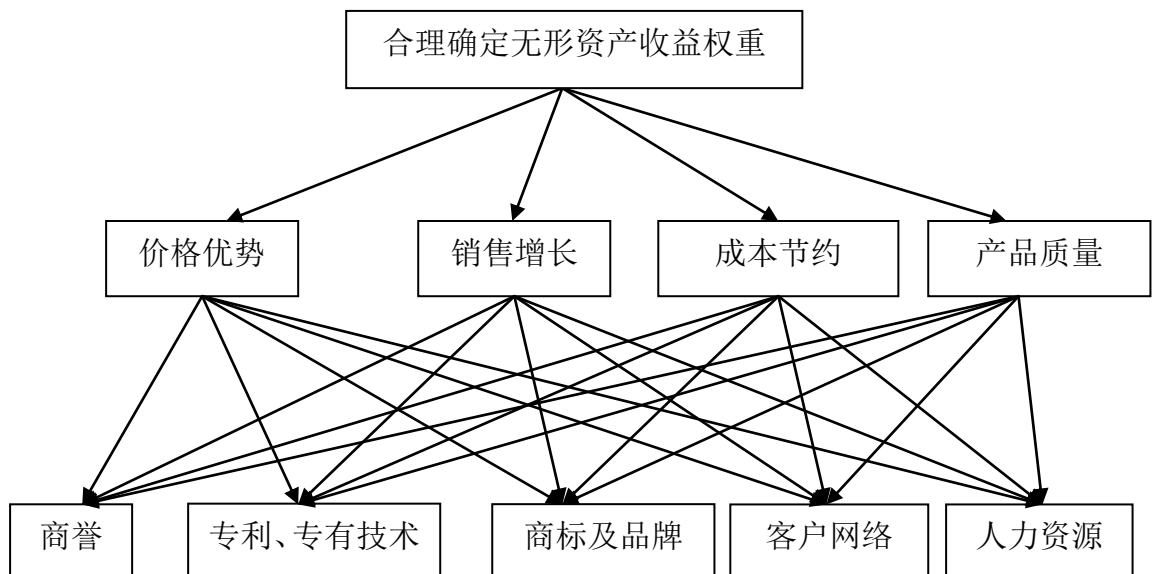 合理确定无形资产收益权重
价格优势
销售增长
成本节约
产品质量
商誉
专利、专有技术
商标及品牌
客户网络
人力资源